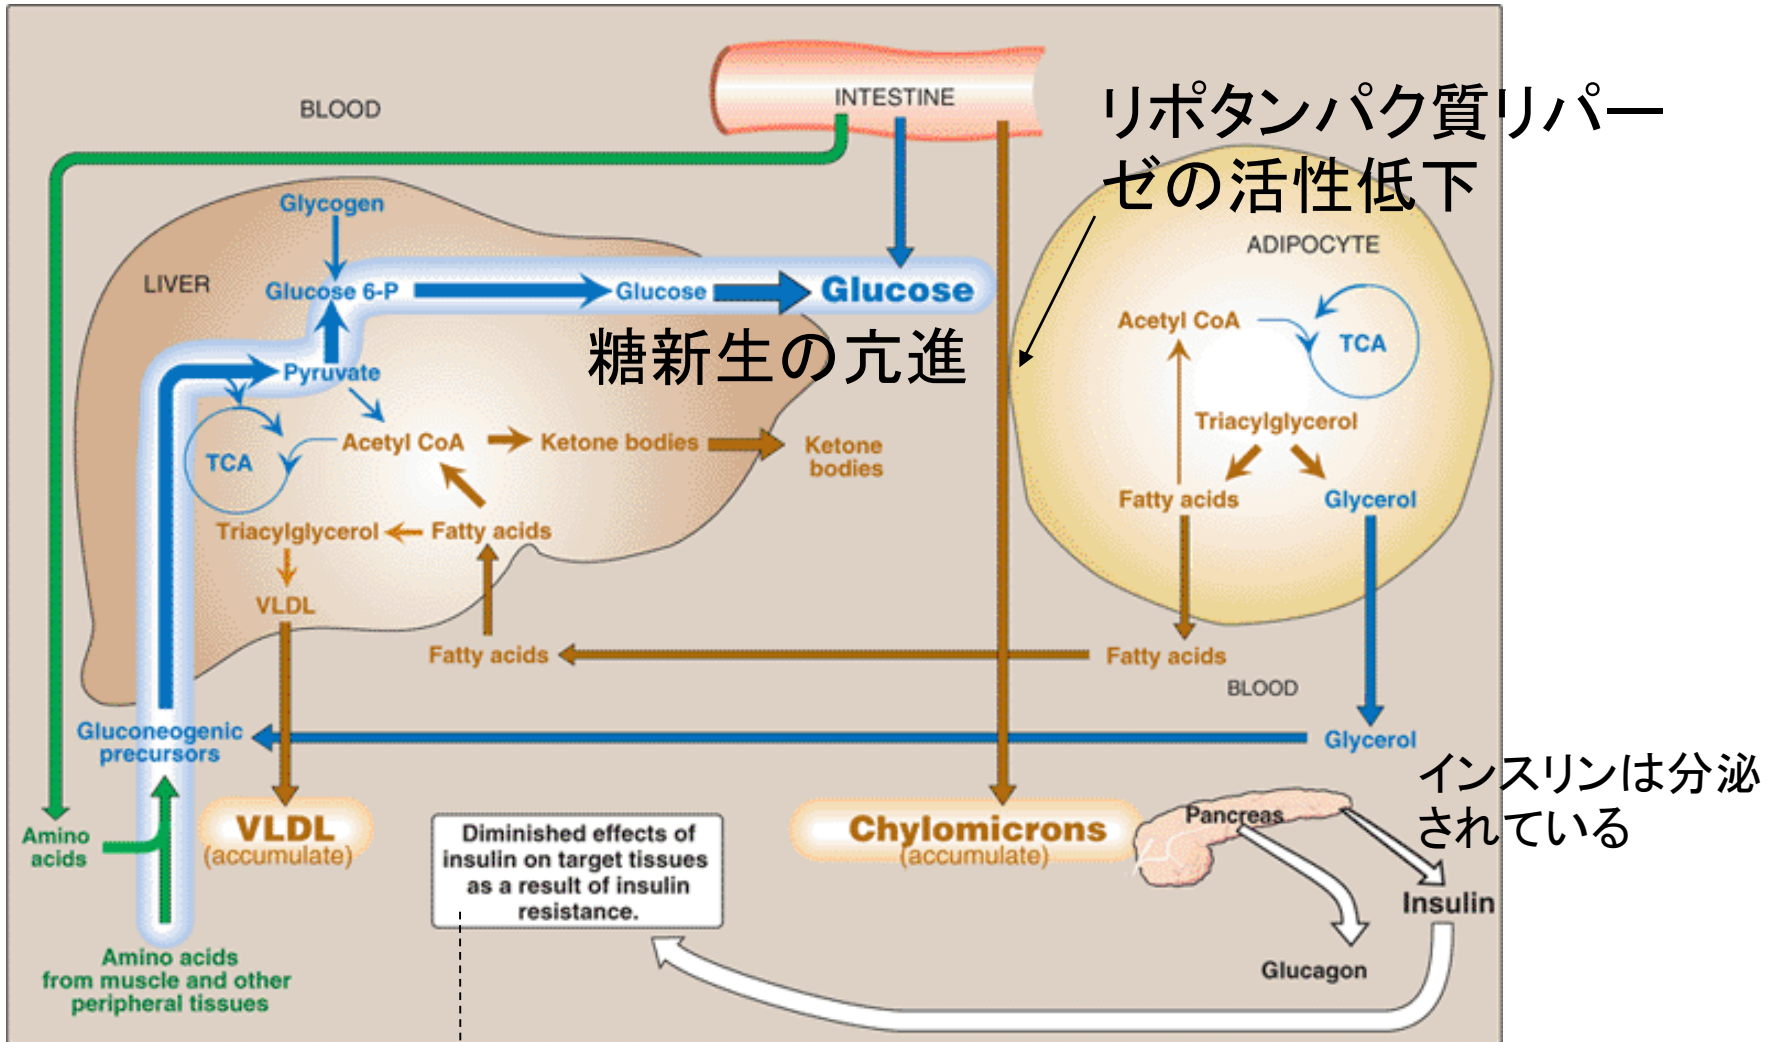 BLOOD
INTESTINE
リポタンパク質リパー
ゼの活性低下
Glycogen
LIVER
Glucose 6-P
Glucose
Glucose
糖新生の亢進
Pyruvate
TCA
Acetyl CoA
Ketone bodies
Ketone
bodies
Triacylglycerol
Fatty acids
VLDL
Fatty acids
ADIPOCYTE
Acetyl CoA
TCA
Triacylglycerol
Fatty acids
Glycerol
Fatty acids
BLOOD
Glycerol
Gluconeogenic
precursors
Amino
acids
VLDL
(accumulate)
Diminished effects of
insulin on target tissues
as a result of insulin
resistance.
Chylomicrons
(accumulate)
Pancreas
インスリンは分泌
されている
Insulin
Glucagon
Amino acids
from muscle and other
peripheral tissues